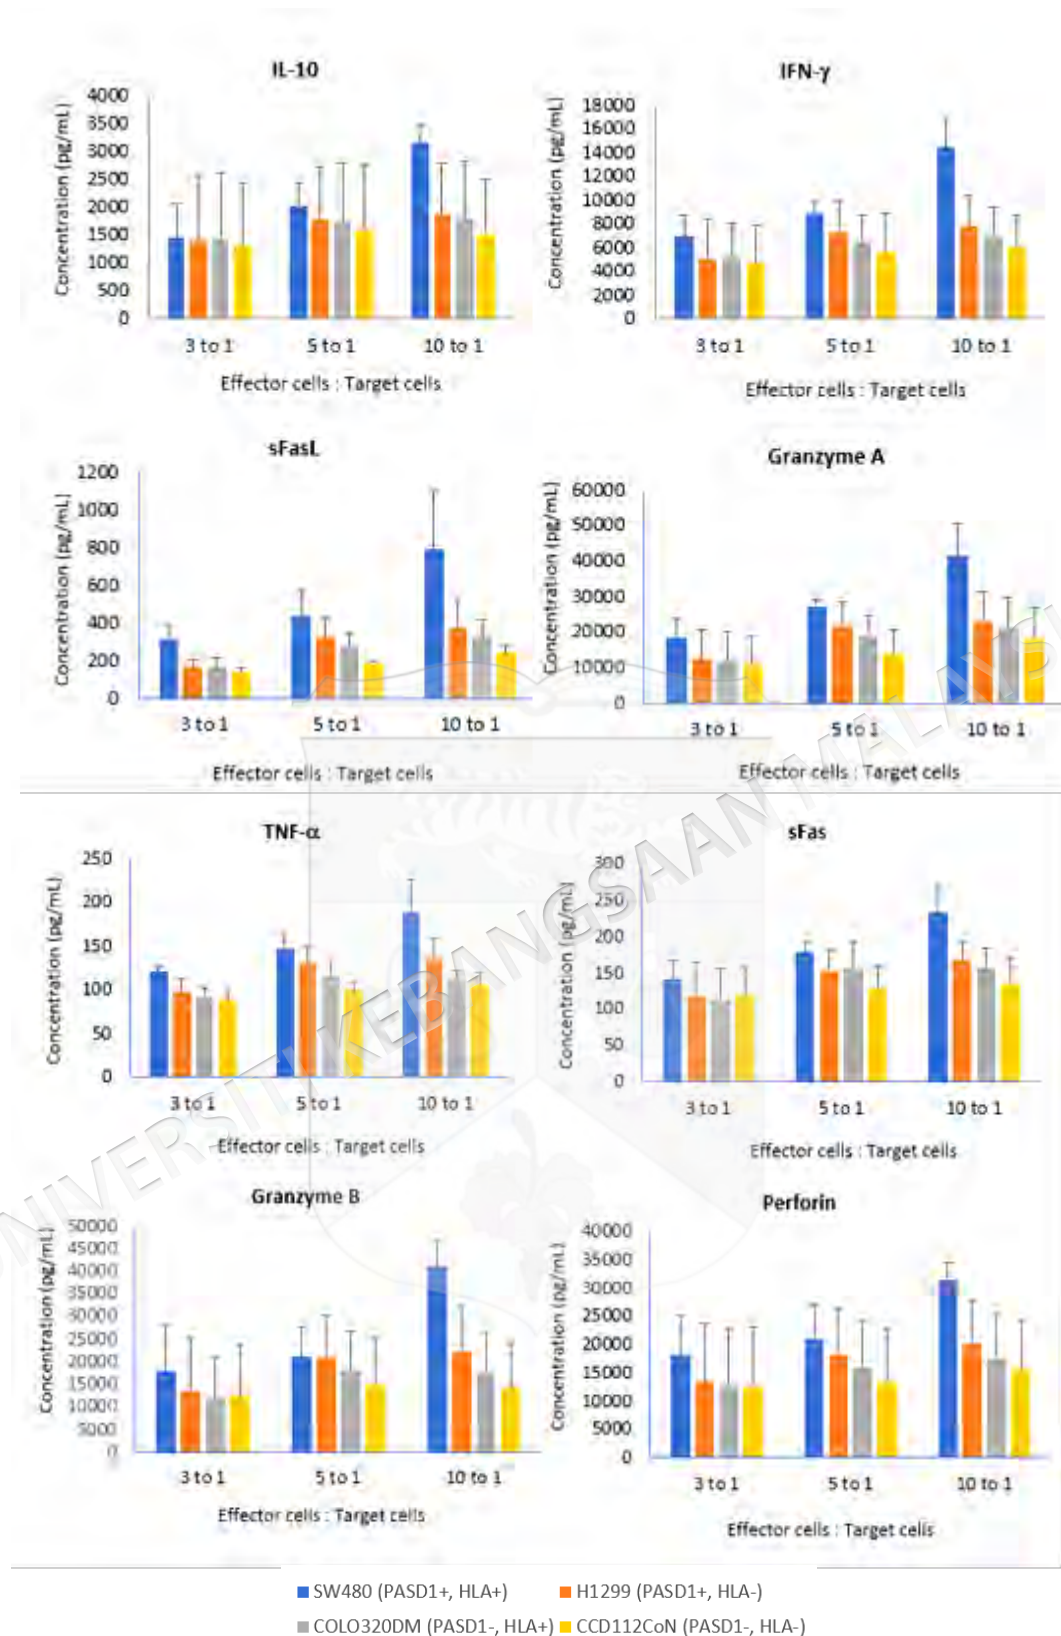 IL-10
4000
3500
3000
2500
2000
1500
1000
500
0
Concentration (pg/mL)
3 to 1 5 to 1 10 to 1
Effector cells : Target cells
IFN-γ
18000
16000
14000
12000
10000
8000
6000
4000
2000
0
Concentration (pg/mL)
3 to 1 5 to 1 10 to 1
Effector cells : Target cells
sFasL
1200
1000
800
600
400
200
0
Concentration (pg/mL)
3 to 1 5 to 1 10 to 1
Effector cells : Target cells
Granzyme A
60000
50000
40000
30000
20000
10000
0
Concentration (pg/mL)
3 to 1 5 to 1 10 to 1
Effector cells : Target cells
TNF-α
250
200
150
100
50
0
Concentration (pg/mL)
3 to 1 5 to 1 10 to 1
Effector cells : Target cells
sFas
300
250
200
150
100
50
0
Concentration (pg/mL)
3 to 1 5 to 1 10 to 1
Effector cells : Target cells
Granzyme B
50000
45000
40000
35000
30000
25000
20000
15000
10000
5000
0
Concentration (pg/mL)
3 to 1 5 to 1 10 to 1
Effector cells : Target cells
Perforin
40000
35000
30000
25000
20000
15000
10000
5000
0
Concentration (pg/mL)
3 to 1 5 to 1 10 to 1
Effector cells : Target cells
SW480 (PASD1+, HLA+) H1299 (PASD1+, HLA-)
COLO320DM (PASD1-, HLA+) CCD112CoN (PASD1-, HLA-)
KEBANGSAAN